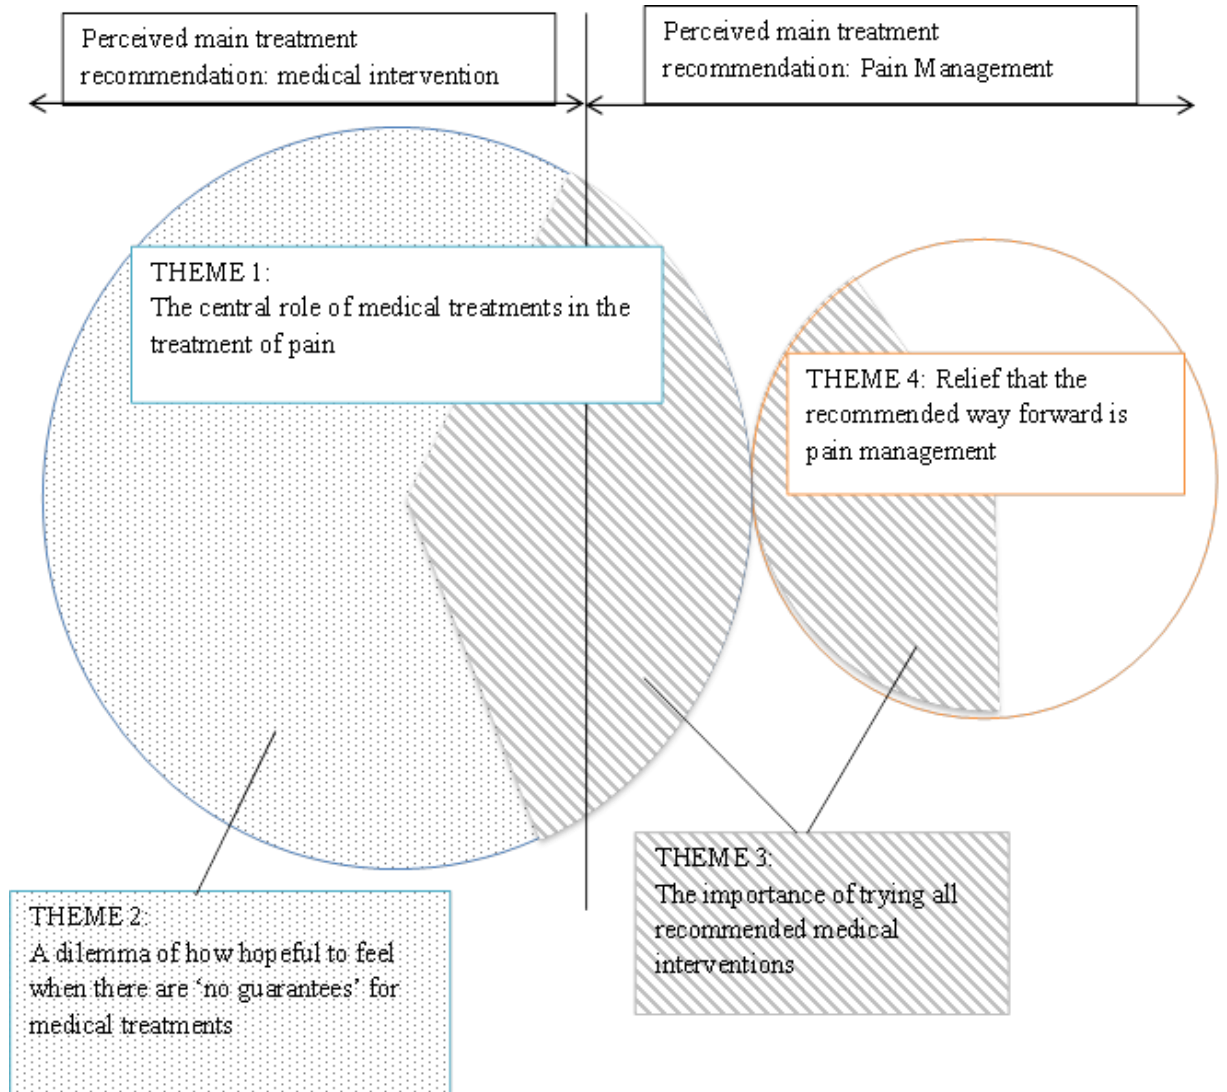 Perceived main treatment
recommendation: medical intervention
Perceived main treatment
recommendation: Pain Management
THEME 1:
The central role of medical treatments in the
treatment of pain
THEME 4: Relief that the
recommended way forward is
pain management
THEME 3:
The importance of trying all
recommended medical
interventions
THEME 2:
A dilemma of how hopeful to feel
when there are ‘no guarantees’ for
medical treatments